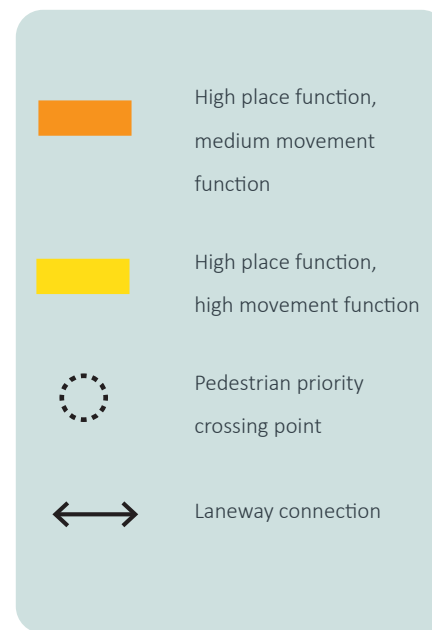 High place function,
medium movement
function
High place function,
high movement function
Pedestrian priority
crossing point
Laneway connection